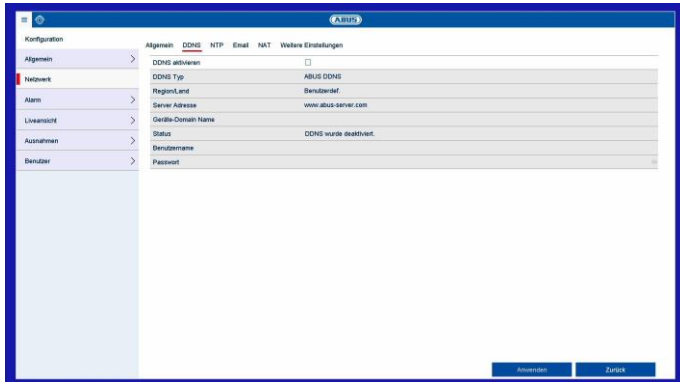 ABUS
Konfiguration
Allgemein
Netzwerk
Alarm
Liveansicht
Ausnahmen
Benutzer
Allgemein DDNS NTP Email NAT Weitere Einstellungen
DDNS aktivieren
DDNS Typ ABUS DDNS
Region/Land Benutzerdef.
Server Adresse www.abus-server.com
Geräte-Domain Name
Status DDNS wurde deaktiviert.
Benutzername
Passwort
Anwenden Zurück